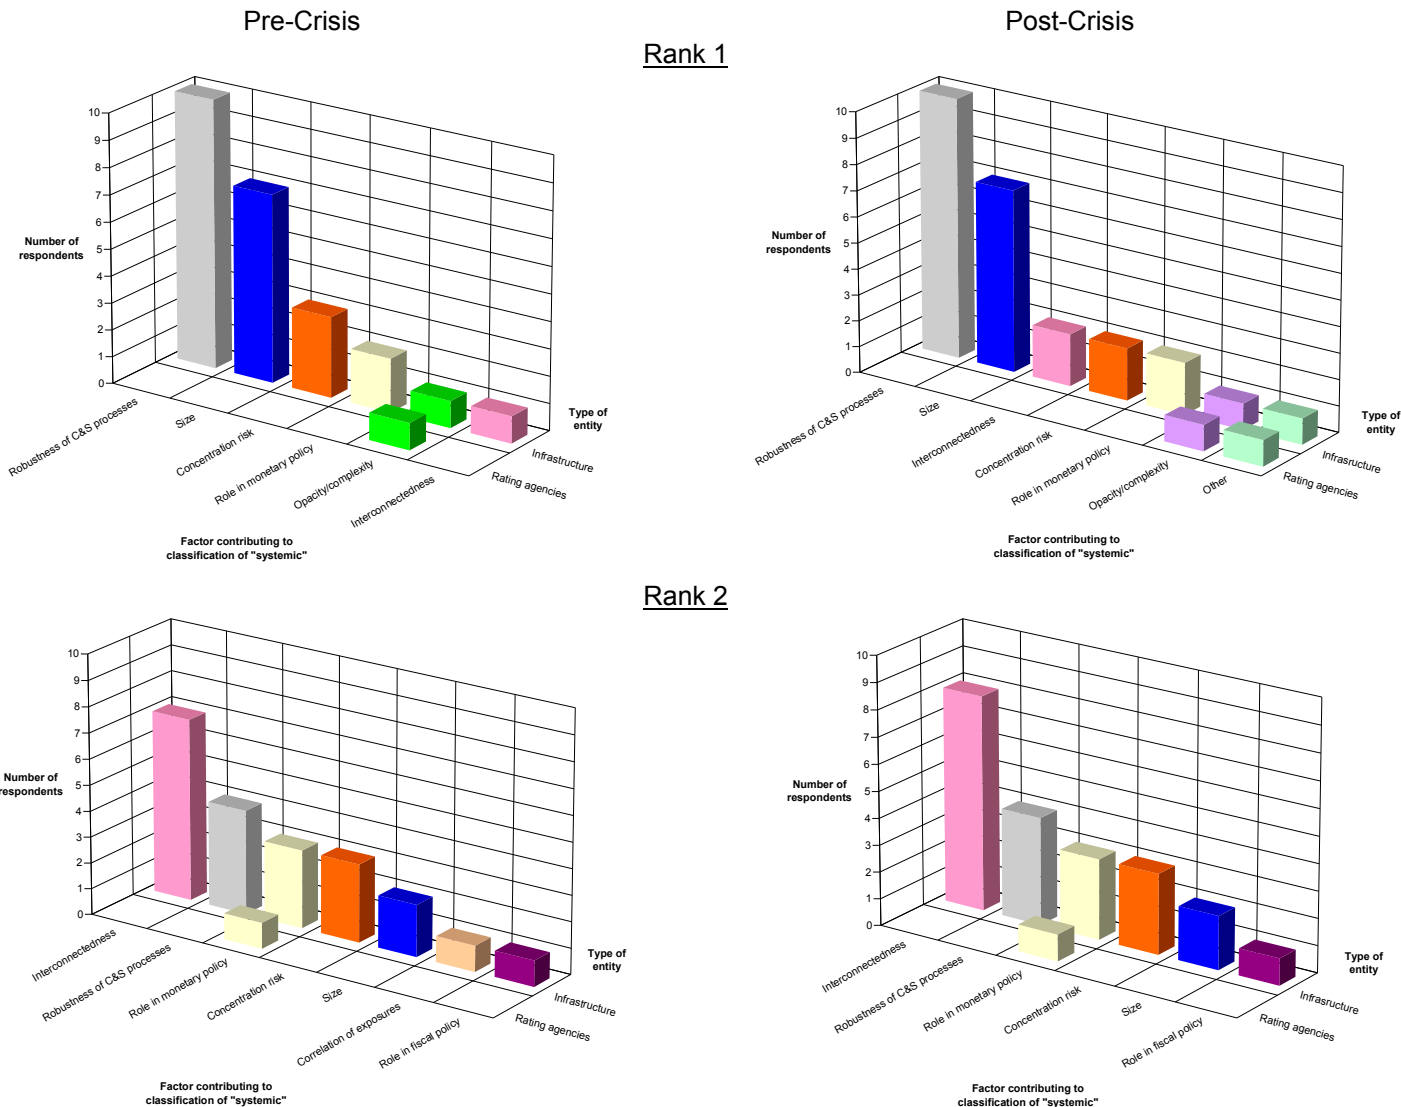 Pre-Crisis
Post-Crisis
Rank 1
10
9
8
7
6
5
4
3
2
1
0
Number of
respondents
Robustness of C&S processes
Size
Concentration risk
Role in monetary policy
Opacity/complexity
Interconnectedness
Type of
entity
Infrastructure
Rating agencies
Factor contributing to
classification of "systemic"
10
9
8
7
6
5
4
3
2
1
0
Number of
respondents
Robustness of C&S processes
Size
Interconnectedness
Concentration risk
Role in monetary policy
Opacity/complexity
Other
Type of
entity
Infrasructure
Rating agencies
Factor contributing to
classification of "systemic"
Rank 2
10
9
8
7
6
5
4
3
2
1
0
Number of
respondents
Interconnectedness
Robustness of C&S processes
Role in monetary policy
Concentration risk
Size
Correlation of exposures
Role in fiscal policy
Type of
entity
Infrastructure
Rating agencies
Factor contributing to
classification of "systemic"
10
9
8
7
6
5
4
3
2
1
0
Number of
respondents
Interconnectedness
Robustness of C&S processes
Role in monetary policy
Concentration risk
Size
Role in fiscal policy
Type of
entity
Infrastructure
Rating agencies
Factor contributing to
classification of "systemic"